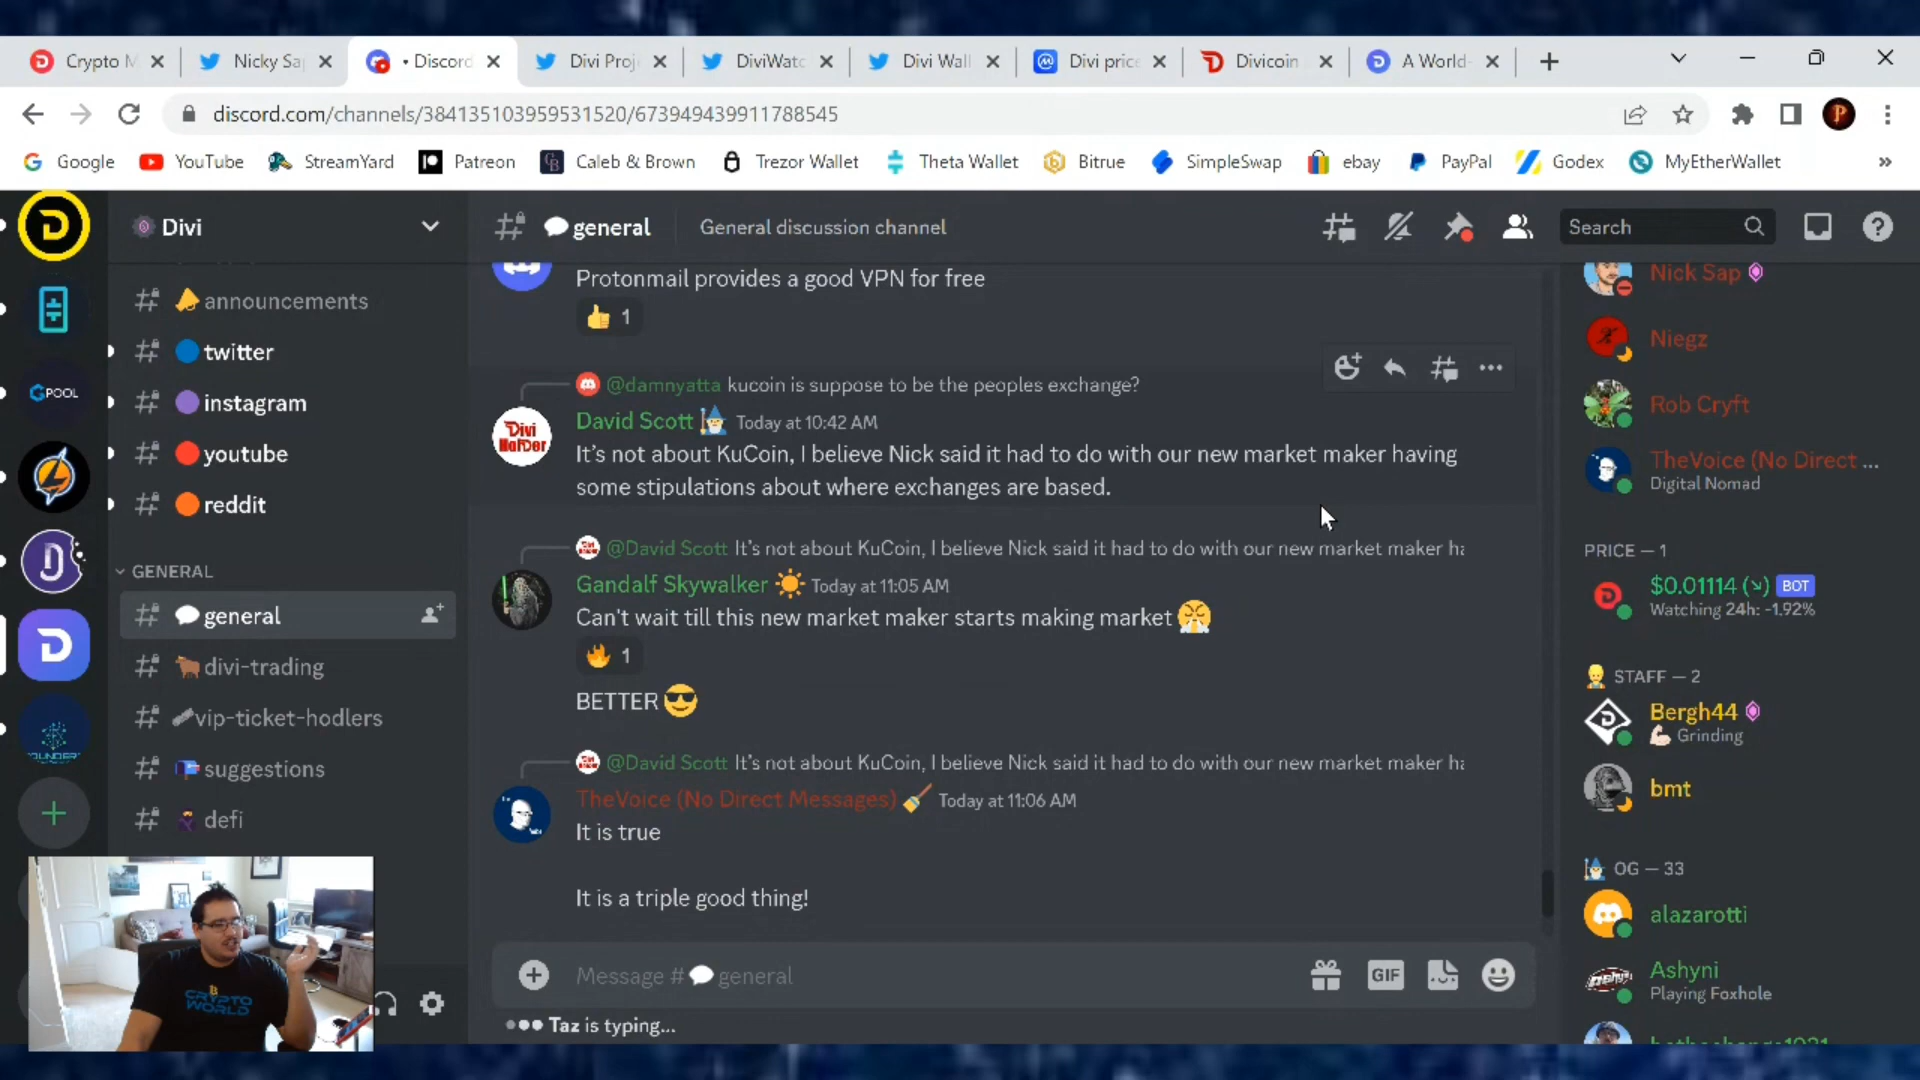 Crypto M
Nicky Sa
• Discord
Divi Proj
DiviWatc
Divi Wall
Divi price
Divicoin
A World-
discord.com/channels/384135103959531520/673949439911788545
Google
YouTube
StreamYard
Patreon
Caleb & Brown
Trezor Wallet
Theta Wallet
Bitrue
SimpleSwap
ebay
PayPal
Godex
MyEtherWallet
Divi
general
General discussion channel
Search
announcements
twitter
instagram
youtube
reddit
GENERAL
general
divi-trading
vip-ticket-hodlers
suggestions
defi
GPOOL
Protonmail provides a good VPN for free
1
@damnyatta kucoin is suppose to be the peoples exchange?
Divi
HODLER
David Scott Today at 10:42 AM
It's not about KuCoin, I believe Nick said it had to do with our new market maker having
some stipulations about where exchanges are based.
@David Scott It's not about KuCoin, I believe Nick said it had to do with our new market maker ha
Gandalf Skywalker Today at 11:05 AM
Can't wait till this new market maker starts making market
1
BETTER
@David Scott It's not about KuCoin, I believe Nick said it had to do with our new market maker ha
TheVoice (No Direct Messages) Today at 11:06 AM
It is true
It is a triple good thing!
Message # general
GIF
Taz is typing...
Nick Sap
Niegz
Rob Cryft
TheVoice (No Direct ...
Digital Nomad
PRICE — 1
$0.01114 (↘) BOT
Watching 24h: -1.92%
STAFF — 2
Bergh44
Grinding
bmt
OG — 33
alazarotti
Ashyni
Playing Foxhole
CRYPTO
WORLD